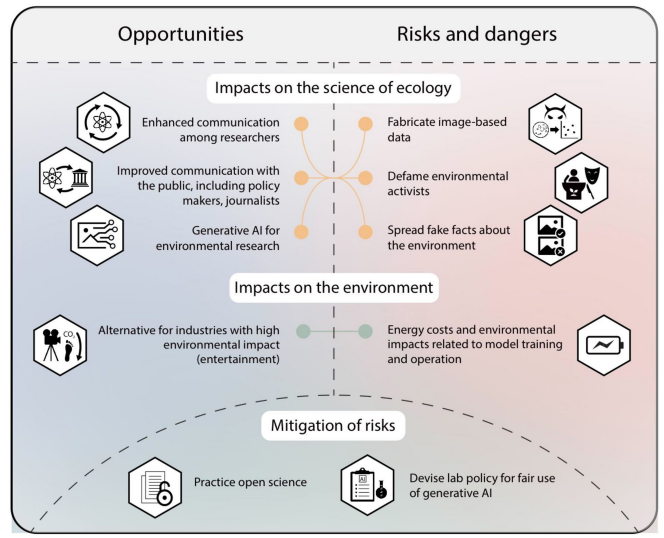 Opportunities
Risks and dangers
Impacts on the science of ecology
Enhanced communication
among researchers
Fabricate image-based
data
Improved communication with
the public, including policy
makers, journalists
Defame environmental
activists
Generative AI for
environmental research
Spread fake facts about
the environment
Impacts on the environment
CO₂
Alternative for industries with high
environmental impact
(entertainment)
Energy costs and environmental
impacts related to model training
and operation
Mitigation of risks
Practice open science
AI
Devise lab policy for fair use
of generative AI